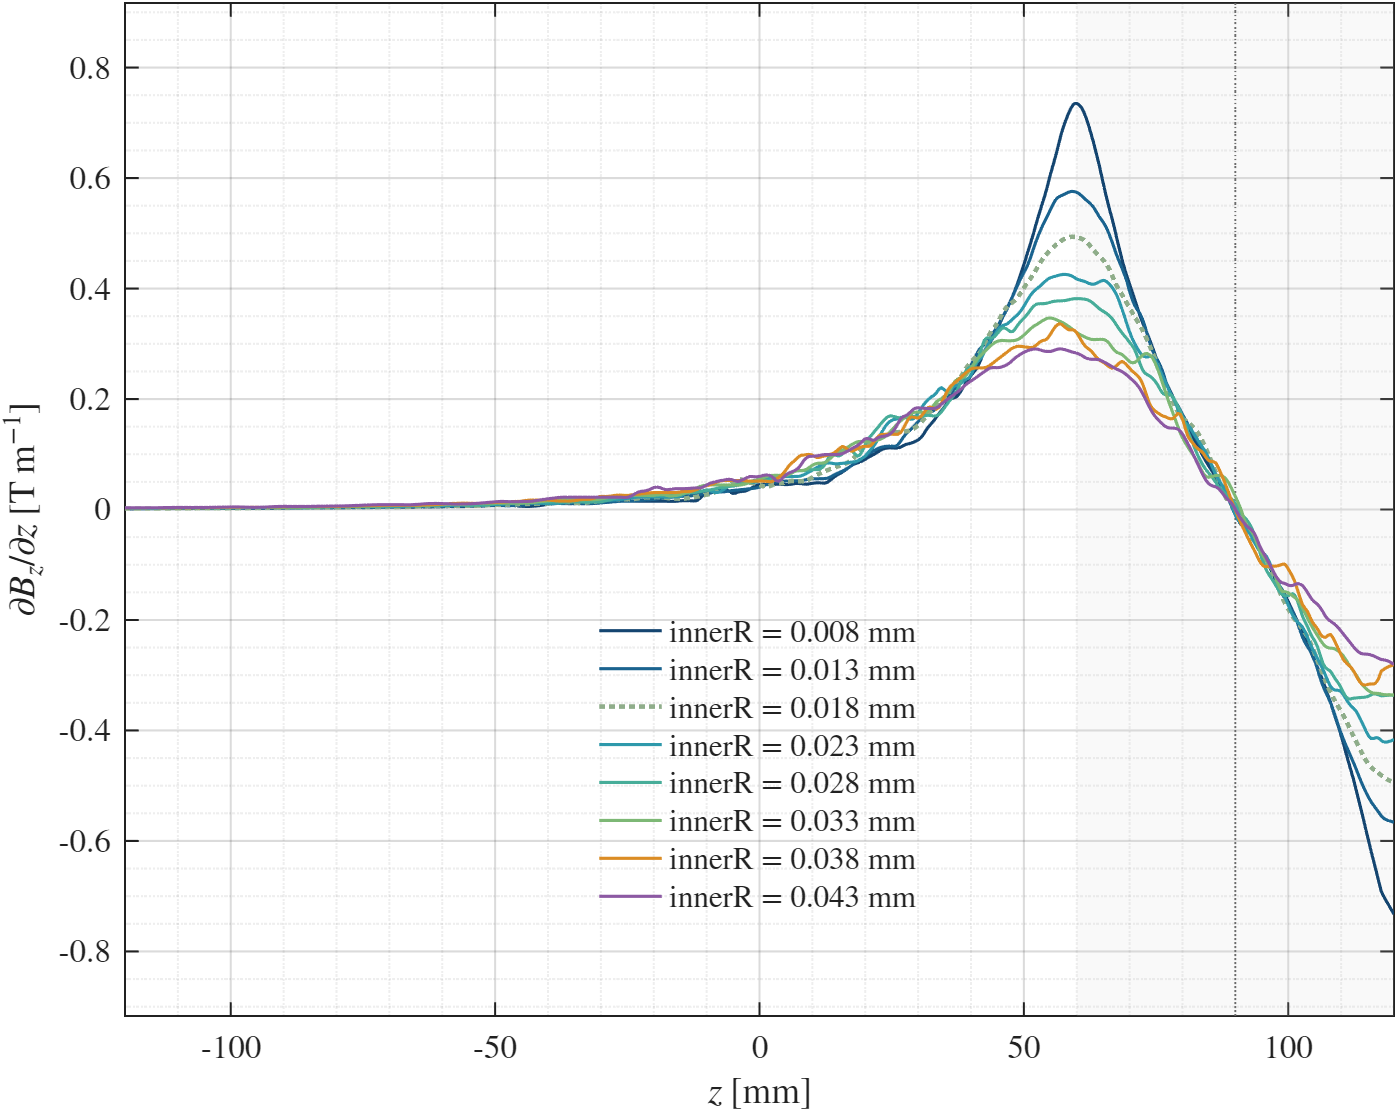 0.8
0.6
0.4
0.2
0
-0.2
-0.4
-0.6
-0.8
∂B_z/∂z [T m⁻¹]
innerR = 0.008 mm
innerR = 0.013 mm
innerR = 0.018 mm
innerR = 0.023 mm
innerR = 0.028 mm
innerR = 0.033 mm
innerR = 0.038 mm
innerR = 0.043 mm
-100 -50 0 50 100
z [mm]